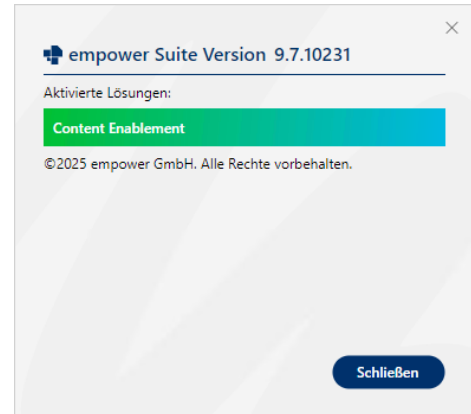 empower Suite Version 9.7.10231
Aktivierte Lösungen:
Content Enablement
©2025 empower GmbH. Alle Rechte vorbehalten.
Schließen